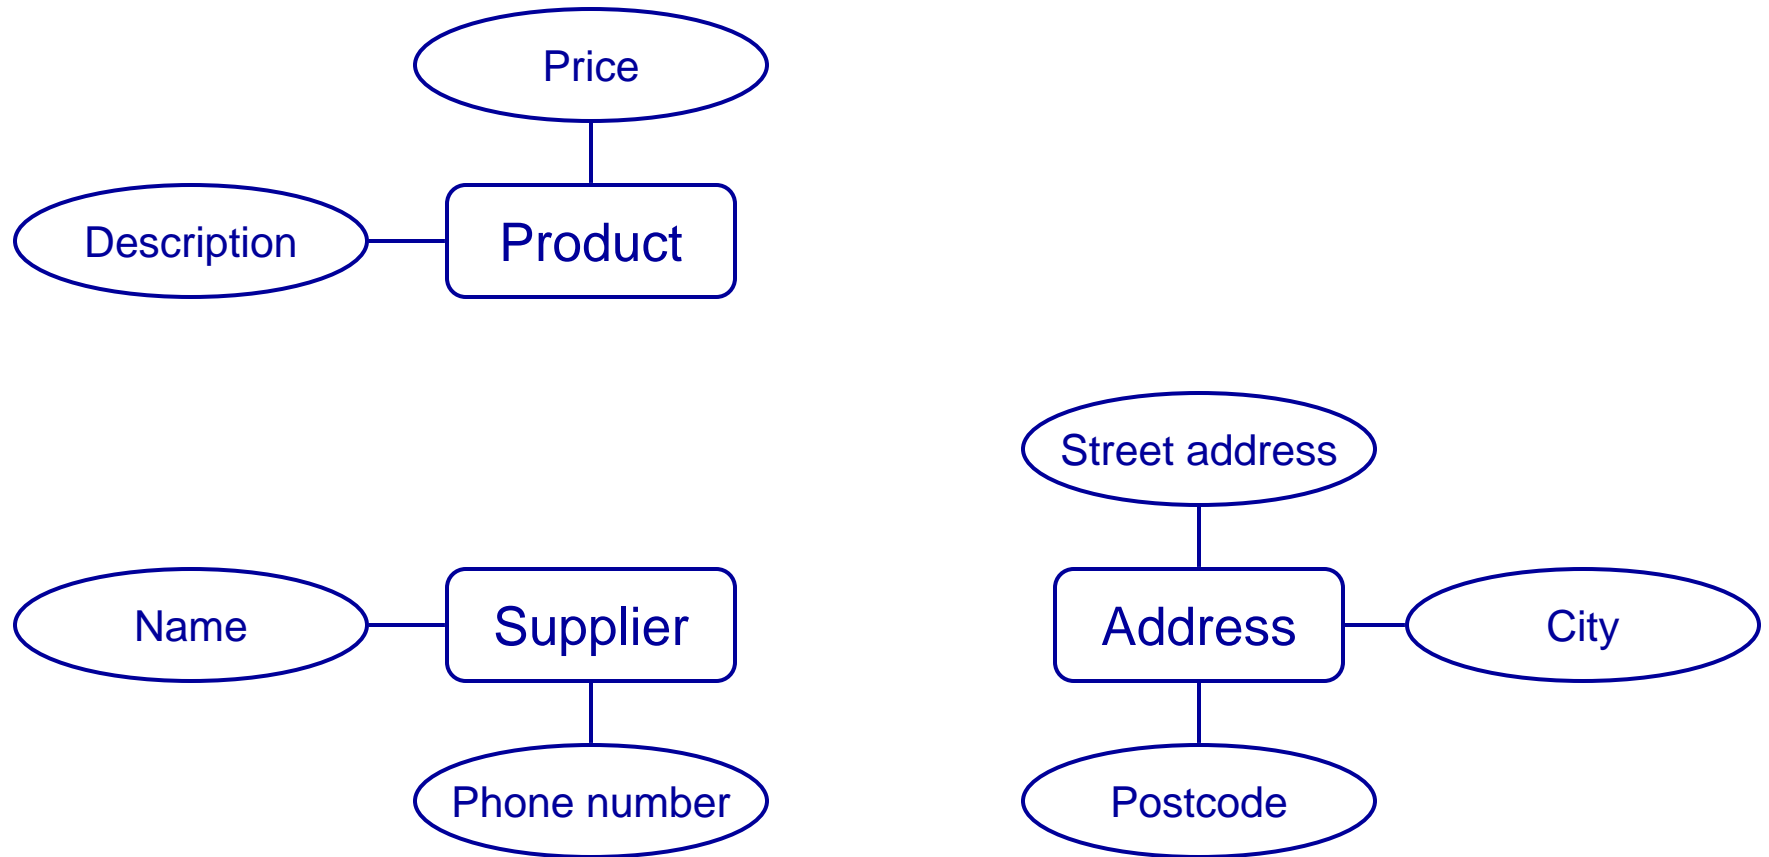 Price
Description
Product
Street address
Name
Supplier
Address
City
Phone number
Postcode